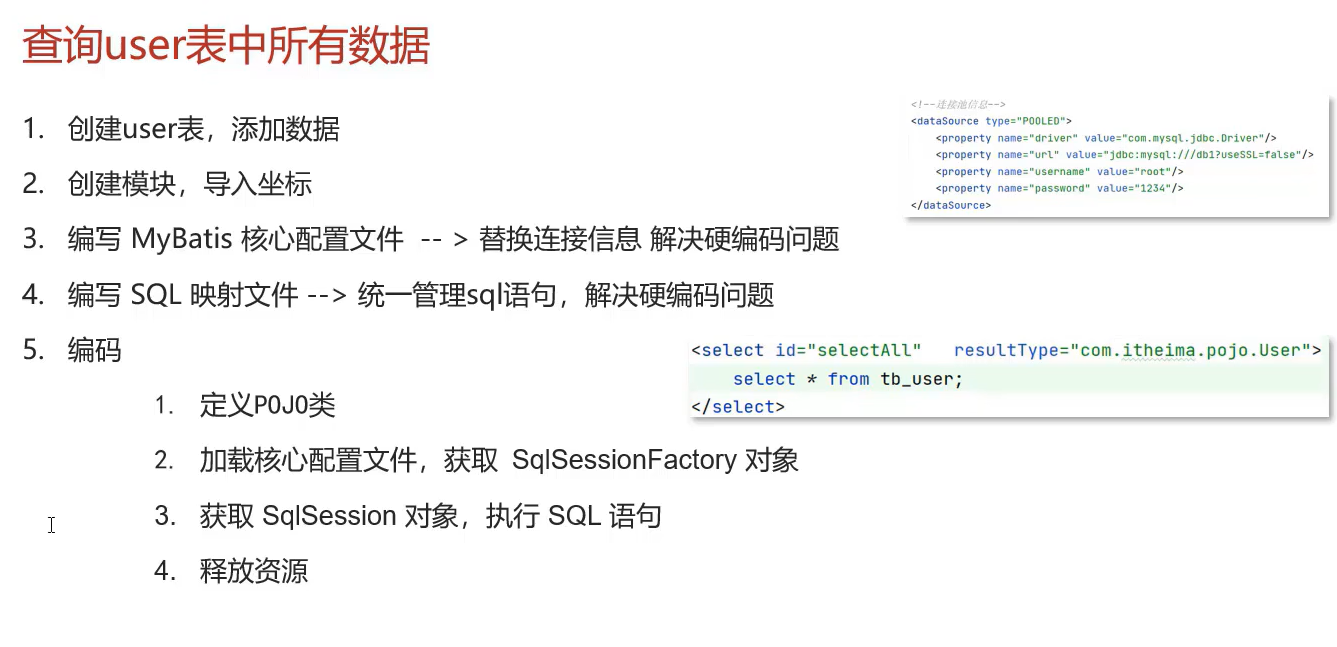 查询user表中所有数据
1. 创建user表，添加数据
2. 创建模块，导入坐标
3. 编写 MyBatis 核心配置文件 -- > 替换连接信息 解决硬编码问题
4. 编写 SQL 映射文件 --> 统一管理sql语句，解决硬编码问题
5. 编码
1. 定义POJO类
2. 加载核心配置文件，获取 SqlSessionFactory 对象
3. 获取 SqlSession 对象，执行 SQL 语句
4. 释放资源
<!--连接池信息-->
<dataSource type="POOLED">
<property name="driver" value="com.mysql.jdbc.Driver"/>
<property name="url" value="jdbc:mysql:///db1?useSSL=false"/>
<property name="username" value="root"/>
<property name="password" value="1234"/>
</dataSource>
<select id="selectAll" resultType="com.itheima.pojo.User">
select * from tb_user;
</select>